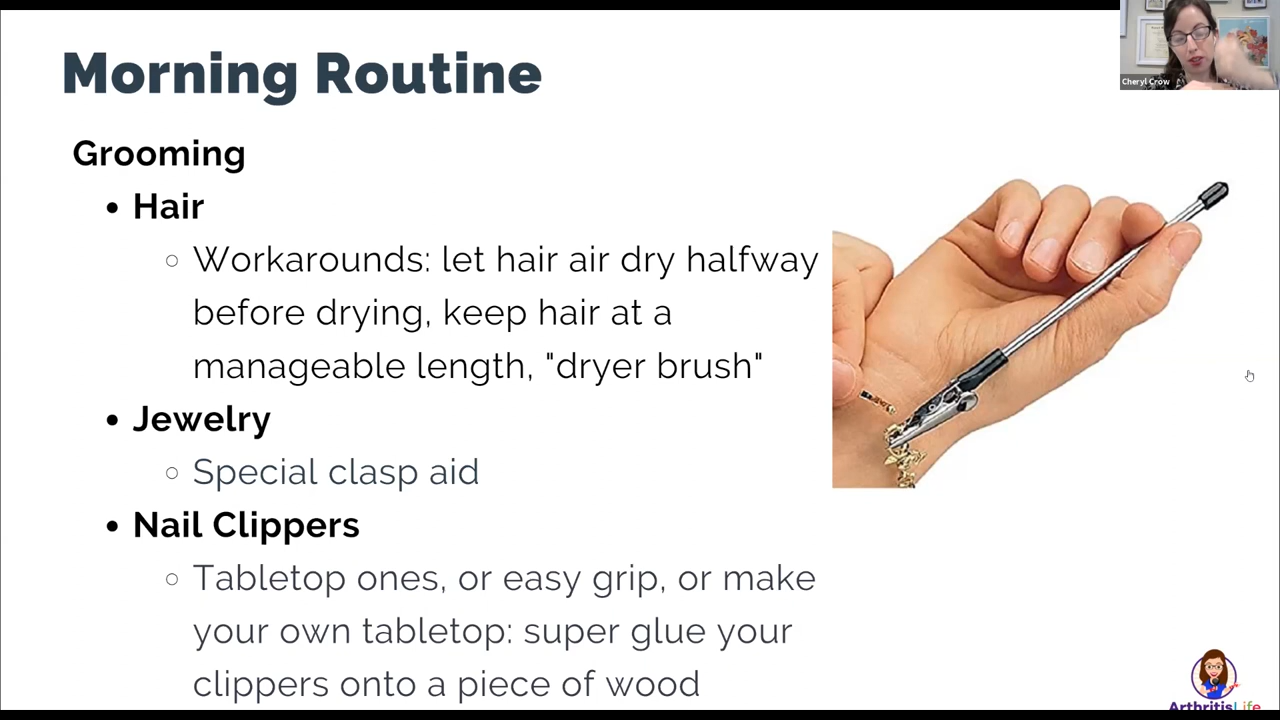 Morning Routine
Cheryl Crow
Grooming
• Hair
○ Workarounds: let hair air dry halfway
before drying, keep hair at a
manageable length, "dryer brush"
• Jewelry
○ Special clasp aid
• Nail Clippers
○ Tabletop ones, or easy grip, or make
your own tabletop: super glue your
clippers onto a piece of wood
ArthritisLife